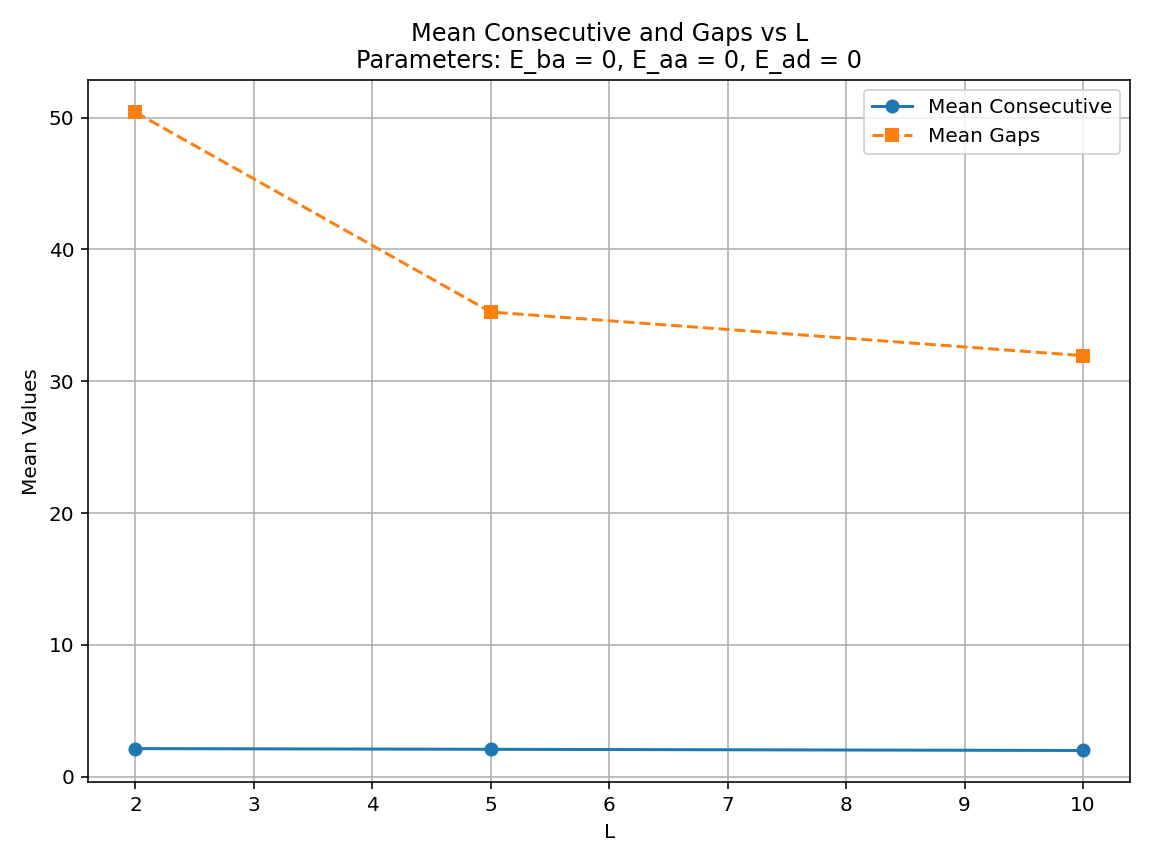 Mean Consecutive and Gaps vs L
Parameters: E_ba = 0, E_aa = 0, E_ad = 0
Mean Consecutive
Mean Gaps
Mean Values
50
40
30
20
10
0
2 3 4 5 6 7 8 9 10
L